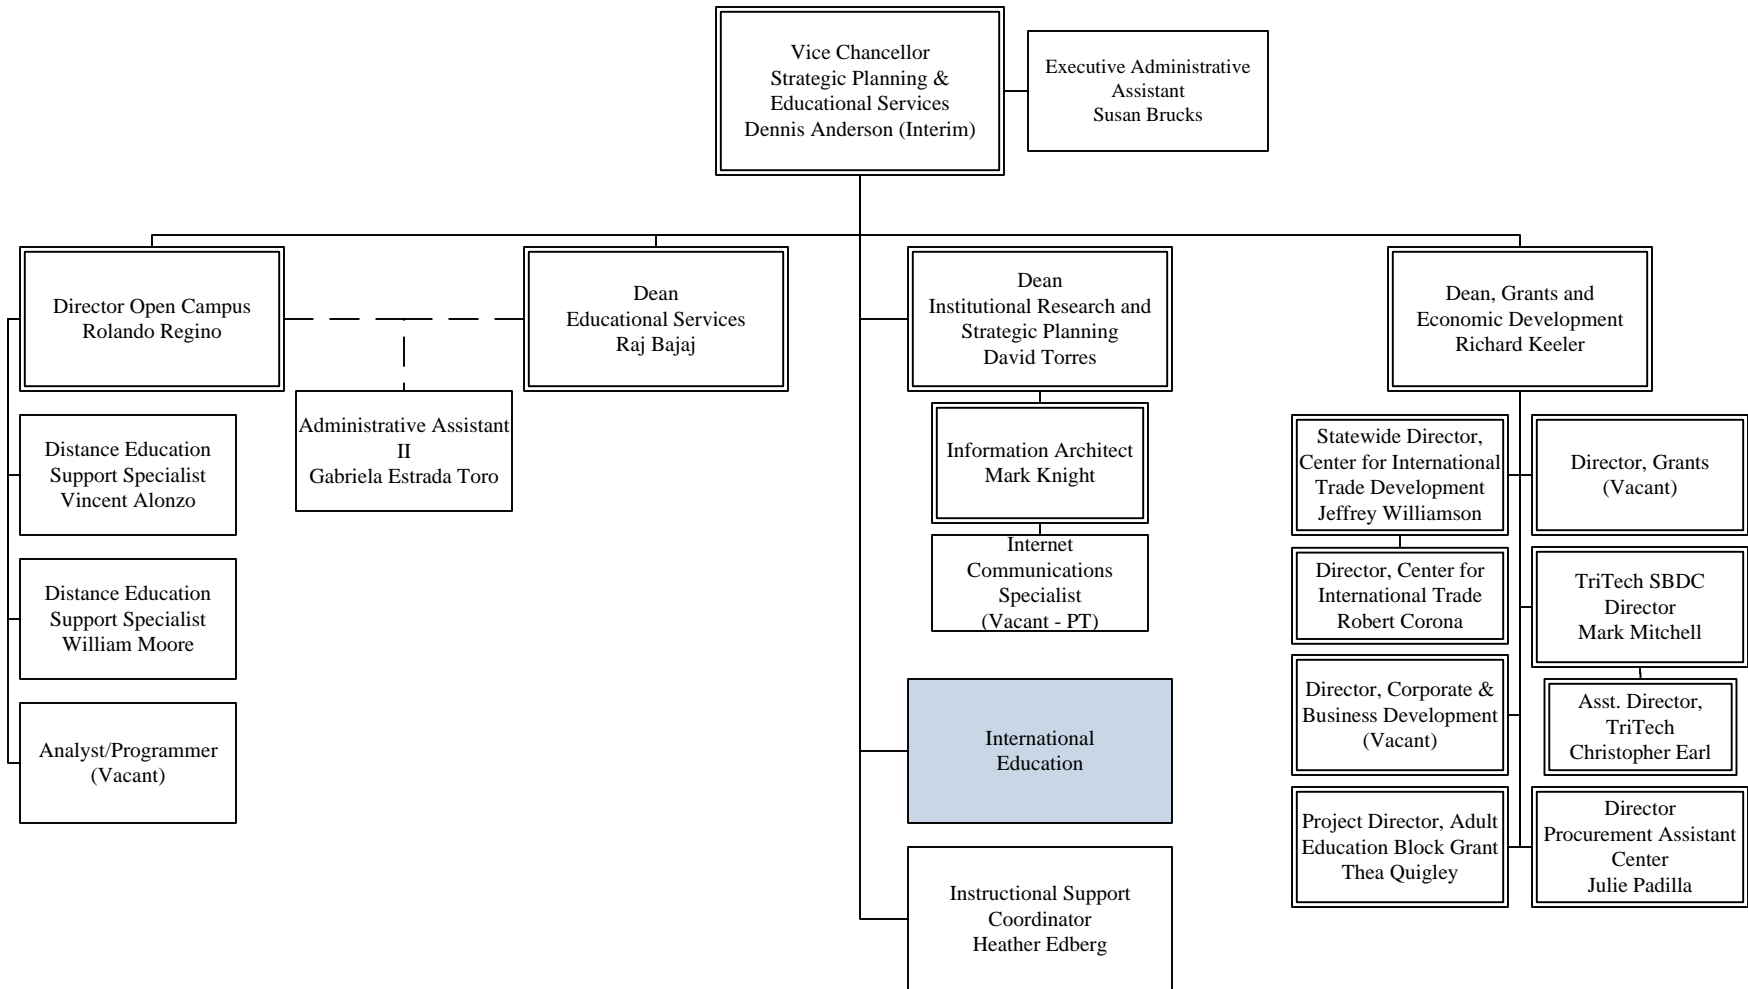 Vice Chancellor
Strategic Planning &
Educational Services
Dennis Anderson (Interim)
Executive Administrative
Assistant
Susan Brucks
Director Open Campus
Rolando Regino
Dean
Educational Services
Raj Bajaj
Dean
Institutional Research and
Strategic Planning
David Torres
Dean, Grants and
Economic Development
Richard Keeler
Administrative Assistant
II
Gabriela Estrada Toro
Distance Education
Support Specialist
Vincent Alonzo
Distance Education
Support Specialist
William Moore
Analyst/Programmer
(Vacant)
Information Architect
Mark Knight
Internet
Communications
Specialist
(Vacant - PT)
International
Education
Instructional Support
Coordinator
Heather Edberg
Statewide Director,
Center for International
Trade Development
Jeffrey Williamson
Director, Grants
(Vacant)
Director, Center for
International Trade
Robert Corona
TriTech SBDC
Director
Mark Mitchell
Director, Corporate &
Business Development
(Vacant)
Asst. Director,
TriTech
Christopher Earl
Project Director, Adult
Education Block Grant
Thea Quigley
Director
Procurement Assistant
Center
Julie Padilla